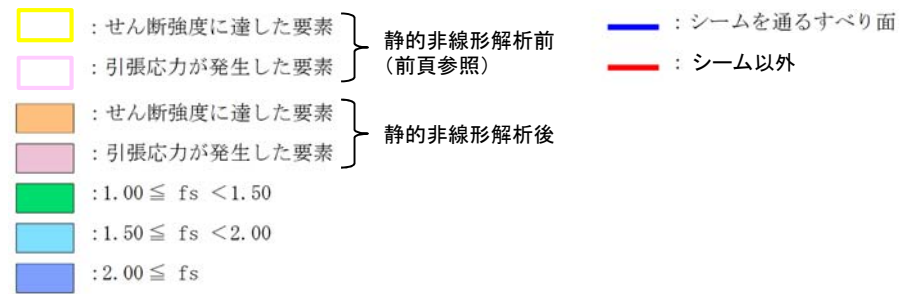 ：せん断強度に達した要素
：引張応力が発生した要素
静的非線形解析前
（前頁参照）
：せん断強度に達した要素
：引張応力が発生した要素
静的非線形解析後
:1.00≦ fs <1.50
:1.50≦ fs <2.00
:2.00≦ fs
：シームを通るすべり面
：シーム以外